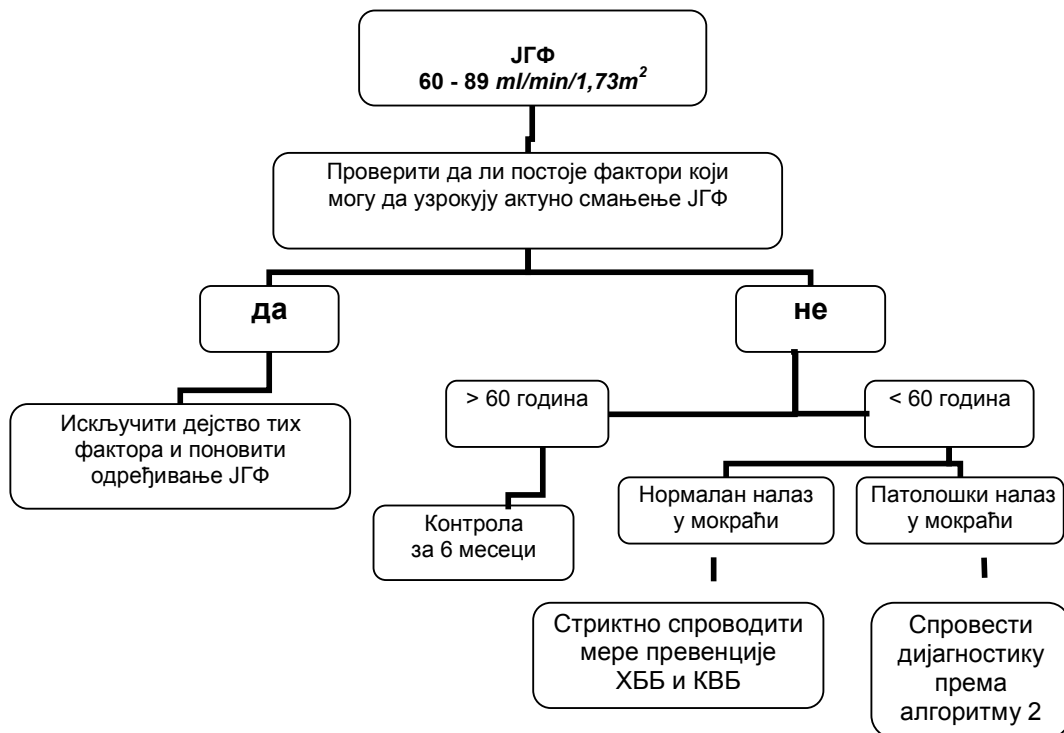 ЈГФ
60 - 89 ml/min/1,73m²
Проверити да ли постоје фактори који
могу да узрокују актуно смањење ЈГФ
да
не
> 60 година
< 60 година
Искључити дејство тих
фактора и поновити
одређивање ЈГФ
Контрола
за 6 месеци
Нормалан налаз
у мокраћи
Патолошки налаз
у мокраћи
Стриктно спроводити
мере превенције
ХББ и КВБ
Спровести
дијагностику
према
алгоритму 2